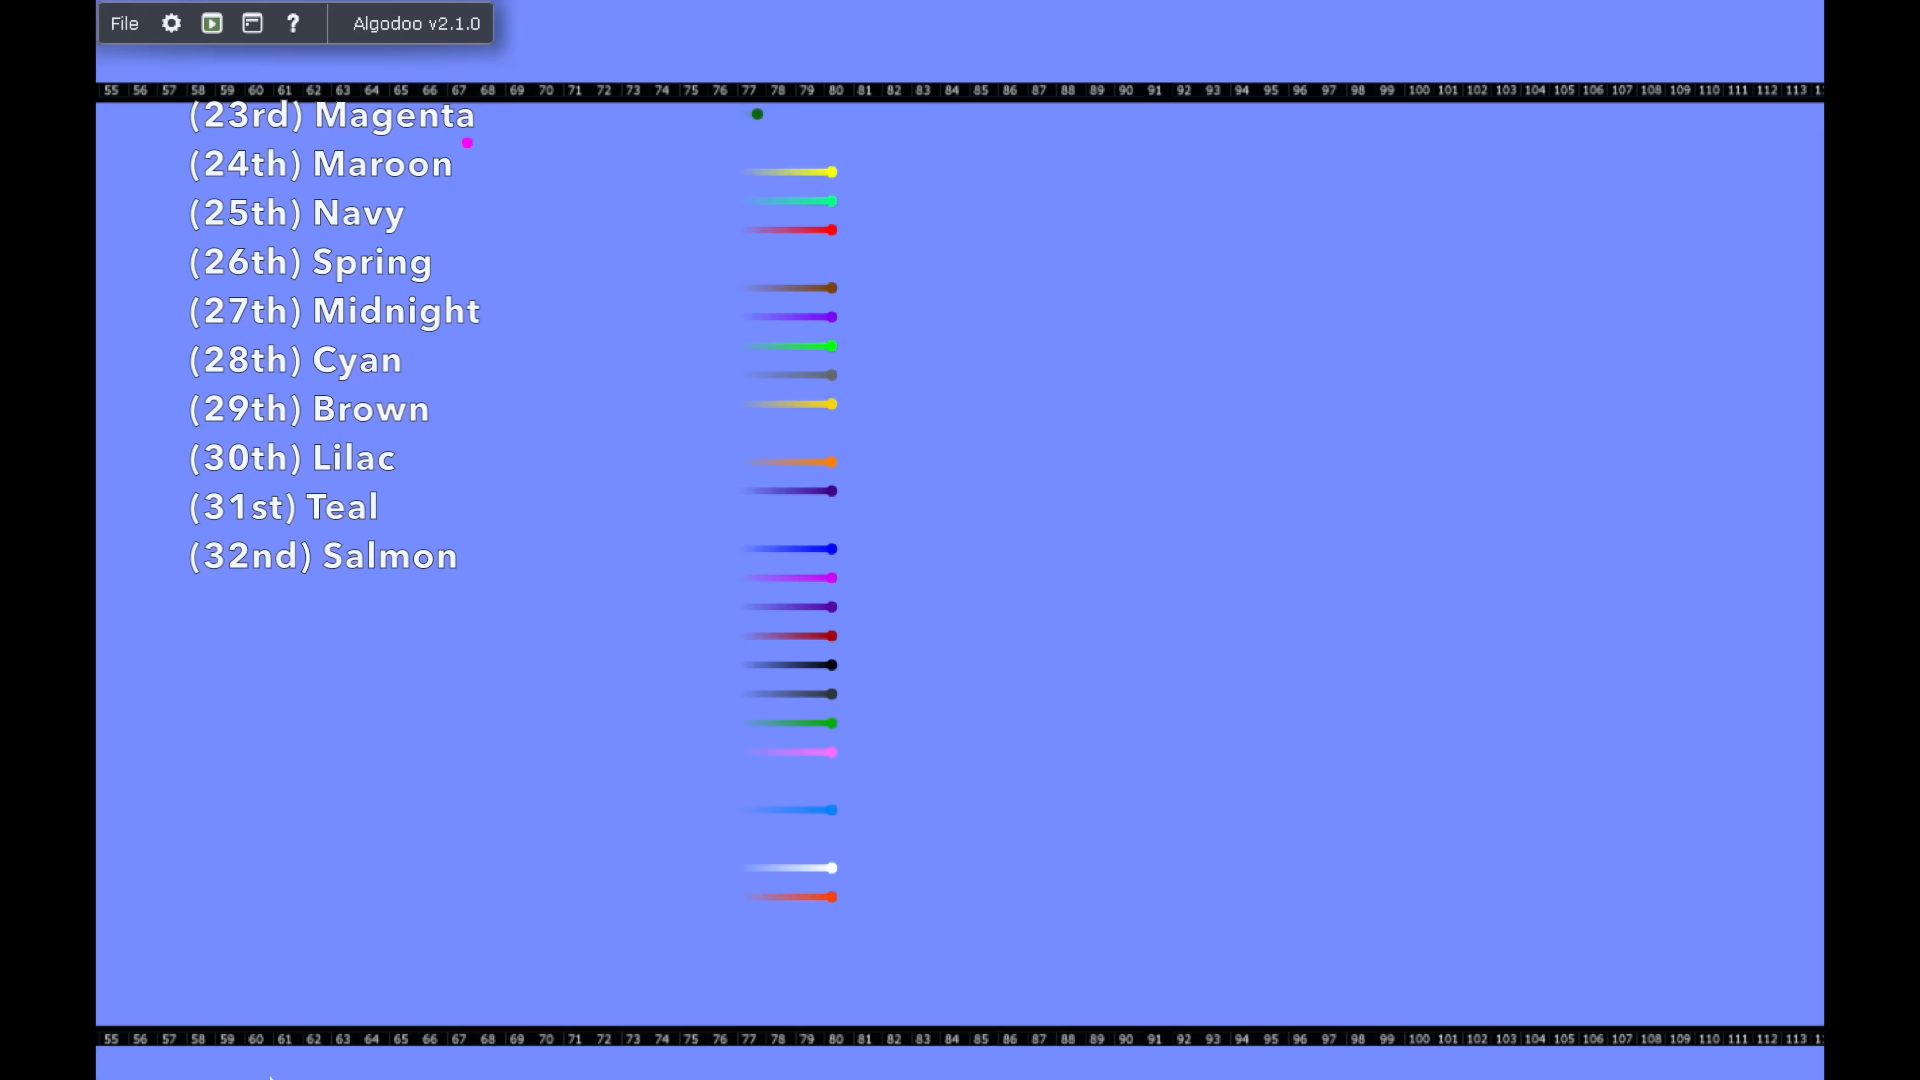 File ? Algodoo v2.1.0
55 56 57 58 59 60 61 62 63 64 65 66 67 68 69 70 71 72 73 74 75 76 77 78 79 80 81 82 83 84 85 86 87 88 89 90 91 92 93 94 95 96 97 98 99 100 101 102 103 104 105 106 107 108 109 110 111 112 113
(23rd) Magenta
(24th) Maroon
(25th) Navy
(26th) Spring
(27th) Midnight
(28th) Cyan
(29th) Brown
(30th) Lilac
(31st) Teal
(32nd) Salmon
55 56 57 58 59 60 61 62 63 64 65 66 67 68 69 70 71 72 73 74 75 76 77 78 79 80 81 82 83 84 85 86 87 88 89 90 91 92 93 94 95 96 97 98 99 100 101 102 103 104 105 106 107 108 109 110 111 112 113